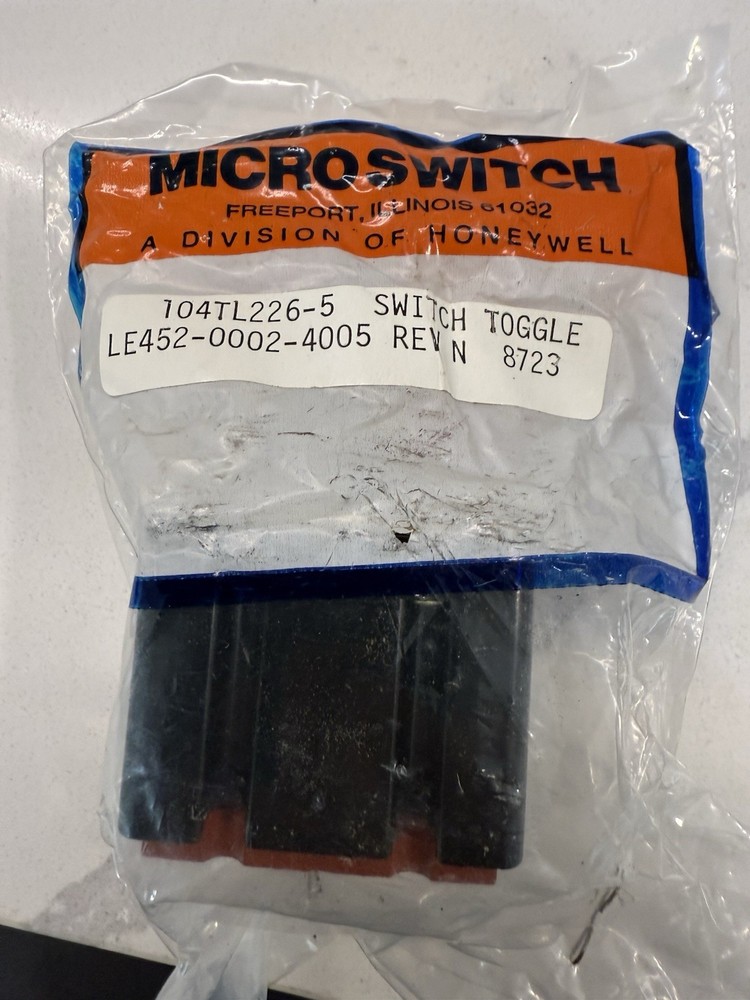 MICROSWITCH
FREEPORT, ILLINOIS 61032
A DIVISION OF HONEYWELL
104TL226-5 SWITCH TOGGLE
LE452-0002-4005 REV N 8723